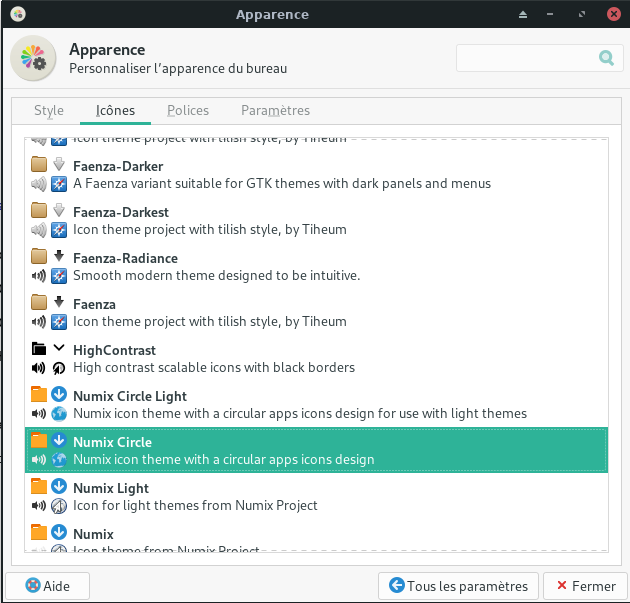 Apparence
Apparence
Personnaliser l'apparence du bureau
Style Icônes Polices Paramètres
Icon theme project with tilish style, by Tiheum
Faenza-Darker
A Faenza variant suitable for GTK themes with dark panels and menus
Faenza-Darkest
Icon theme project with tilish style, by Tiheum
Faenza-Radiance
Smooth modern theme designed to be intuitive.
Faenza
Icon theme project with tilish style, by Tiheum
HighContrast
High contrast scalable icons with black borders
Numix Circle Light
Numix icon theme with a circular apps icons design for use with light themes
Numix Circle
Numix icon theme with a circular apps icons design
Numix Light
Icon for light themes from Numix Project
Numix
Icon theme from Numix Project
Aide Tous les paramètres Fermer